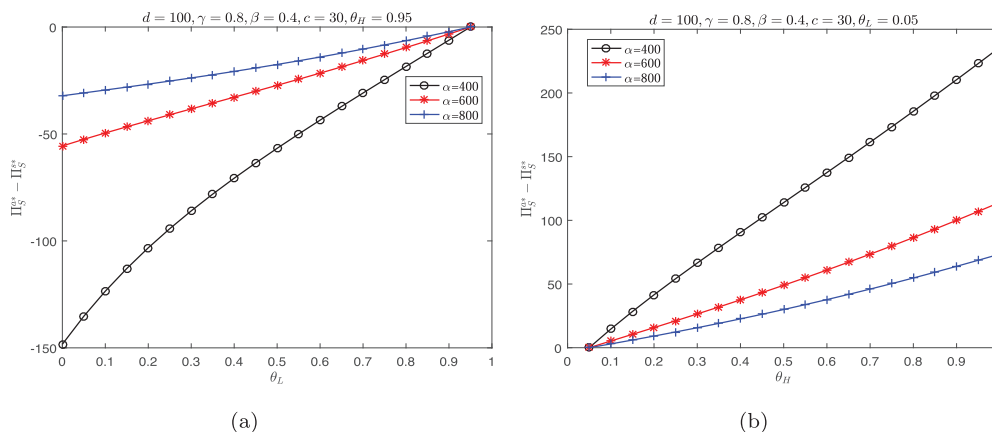 d = 100, γ = 0.8, β = 0.4, c = 30, θ_H = 0.95
Π_S^{a*} − Π_S^{s*}
0
-50
-100
-150
α=400
α=600
α=800
0 0.1 0.2 0.3 0.4 0.5 0.6 0.7 0.8 0.9 1
θ_L
(a)
d = 100, γ = 0.8, β = 0.4, c = 30, θ_L = 0.05
Π_S^{a*} − Π_S^{s*}
250
200
150
100
50
0
α=400
α=600
α=800
0 0.1 0.2 0.3 0.4 0.5 0.6 0.7 0.8 0.9
θ_H
(b)